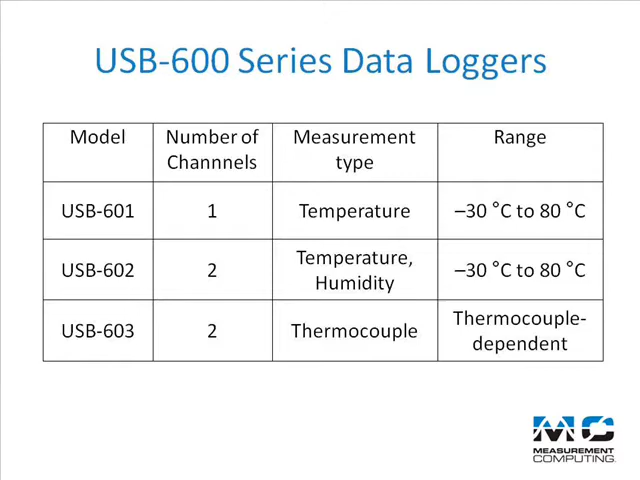 USB-600 Series Data Loggers
Model
Number of
Channnels
Measurement
type
Range
USB-601
1
Temperature
–30 °C to 80 °C
USB-602
2
Temperature,
Humidity
–30 °C to 80 °C
USB-603
2
Thermocouple
Thermocouple-
dependent
MC
MEASUREMENT
COMPUTING